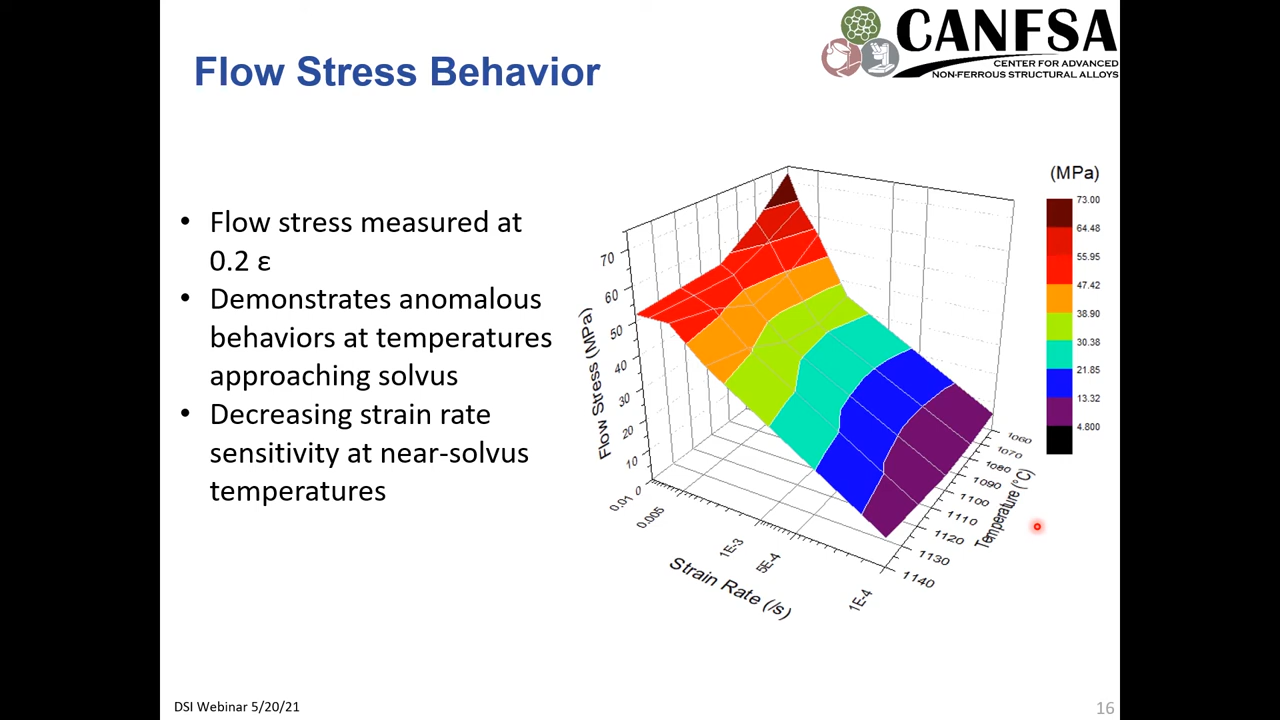 CANFSA
CENTER FOR ADVANCED
NON-FERROUS STRUCTURAL ALLOYS
Flow Stress Behavior
• Flow stress measured at
0.2 ε
• Demonstrates anomalous
behaviors at temperatures
approaching solvus
• Decreasing strain rate
sensitivity at near-solvus
temperatures
Flow Stress (MPa)
70
60
50
40
30
20
10
0
0.01
0.005
1E-3
5E-4
1E-4
Strain Rate (/s)
1060
1070
1080
1090
1100
1110
1120
1130
1140
Temperature (°C)
(MPa)
73.00
64.48
55.95
47.42
38.90
30.38
21.85
13.32
4.800
DSI Webinar 5/20/21
16